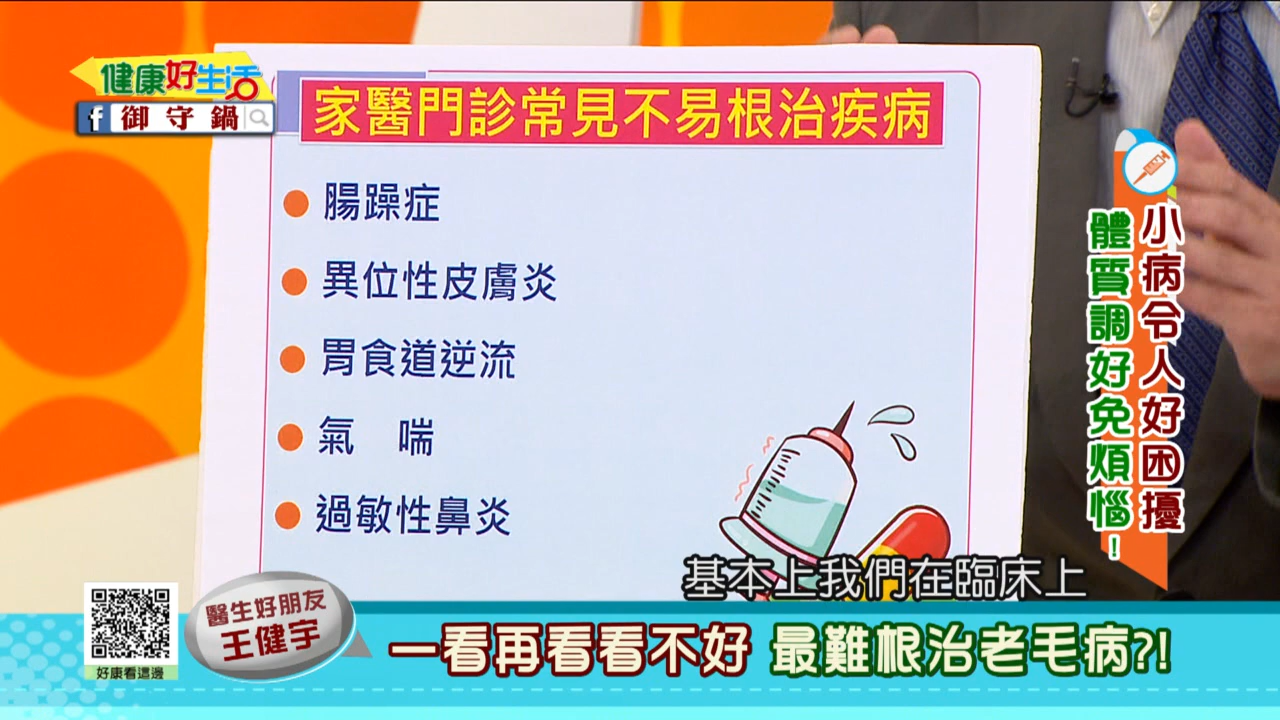 健康好生活
f 御守鍋
家醫門診常見不易根治疾病
腸躁症
異位性皮膚炎
胃食道逆流
氣 喘
過敏性鼻炎
小病令人好困擾
體質調好免煩惱!
基本上我們在臨床上
醫生好朋友
王健宇
一看再看看不好 最難根治老毛病?!
好康看這邊